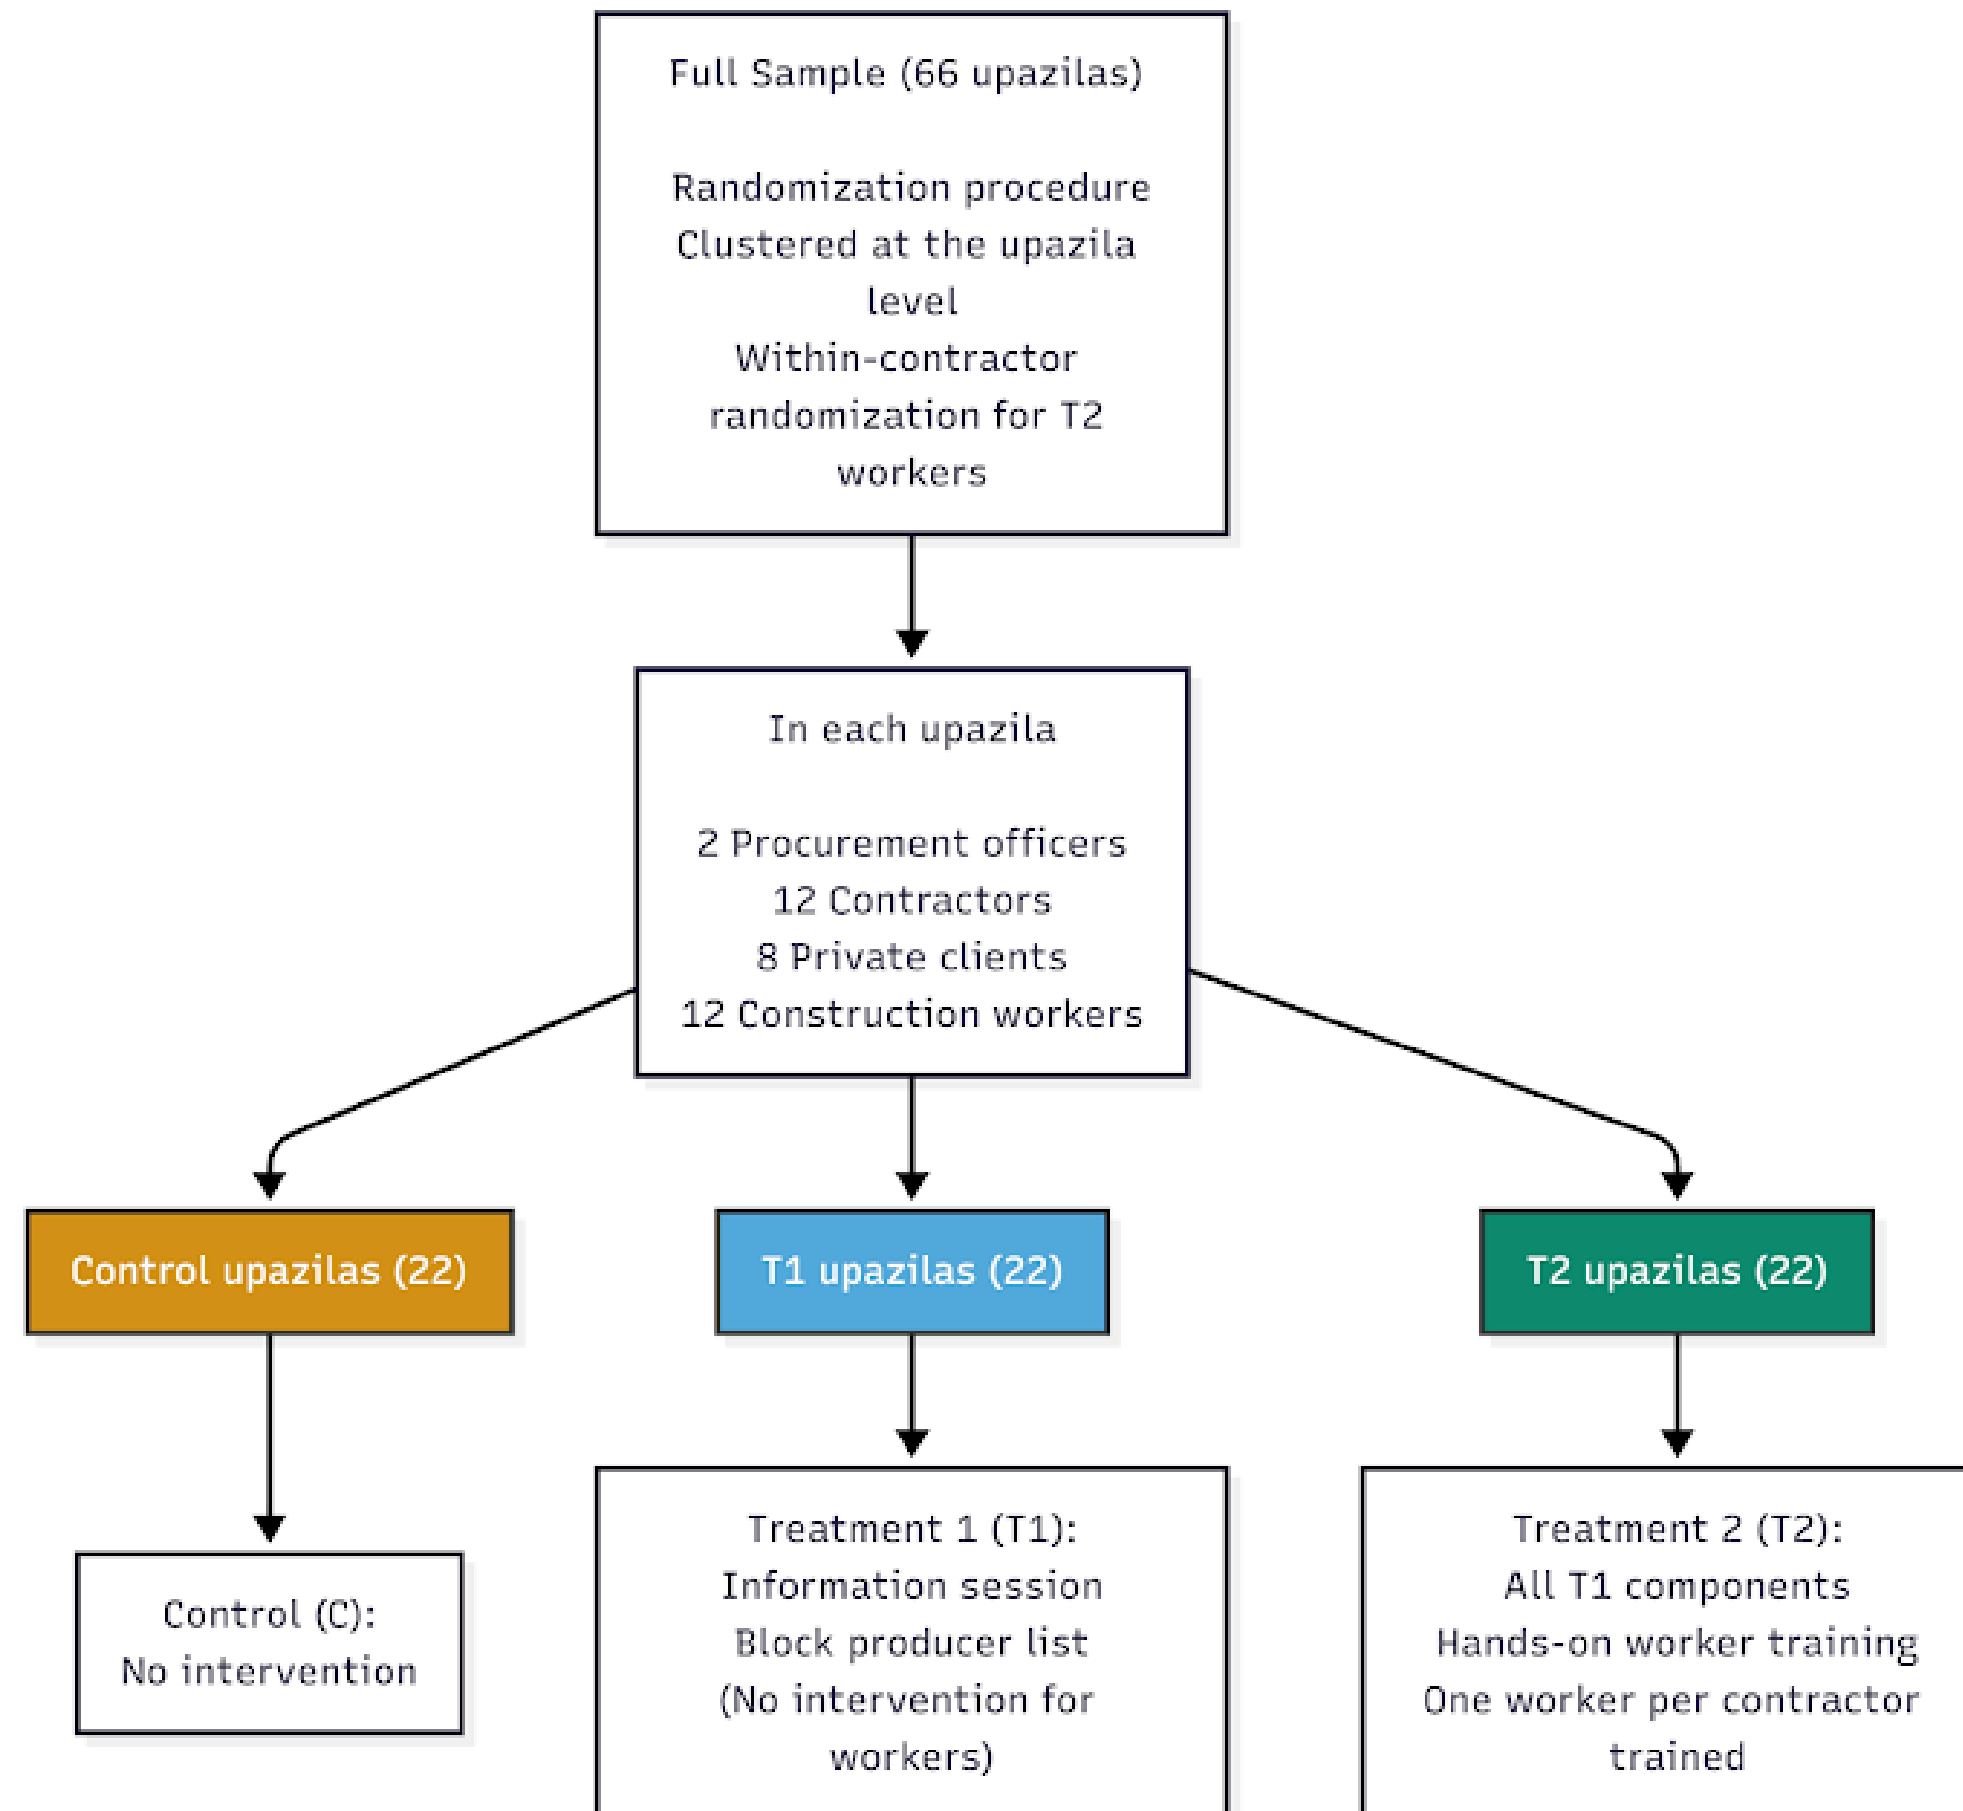 Full Sample (66 upazilas)
Randomization procedure
Clustered at the upazila
level
Within-contractor
randomization for T2
workers
In each upazila
2 Procurement officers
12 Contractors
8 Private clients
12 Construction workers
Control upazilas (22)
T1 upazilas (22)
T2 upazilas (22)
Control (C):
No intervention
Treatment 1 (T1):
Information session
Block producer list
(No intervention for
workers)
Treatment 2 (T2):
All T1 components
Hands-on worker training
One worker per contractor
trained